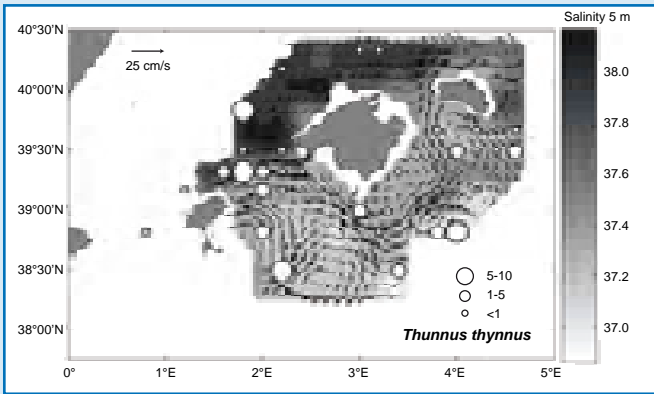 Salinity 5 m
40°30'N
25 cm/s
38.0
40°00'N
37.8
39°30'N
37.6
39°00'N
37.4
38°30'N
5-10
37.2
1-5
<1
38°00'N
Thunnus thynnus
37.0
0°
1°E
2°E
3°E
4°E
5°E